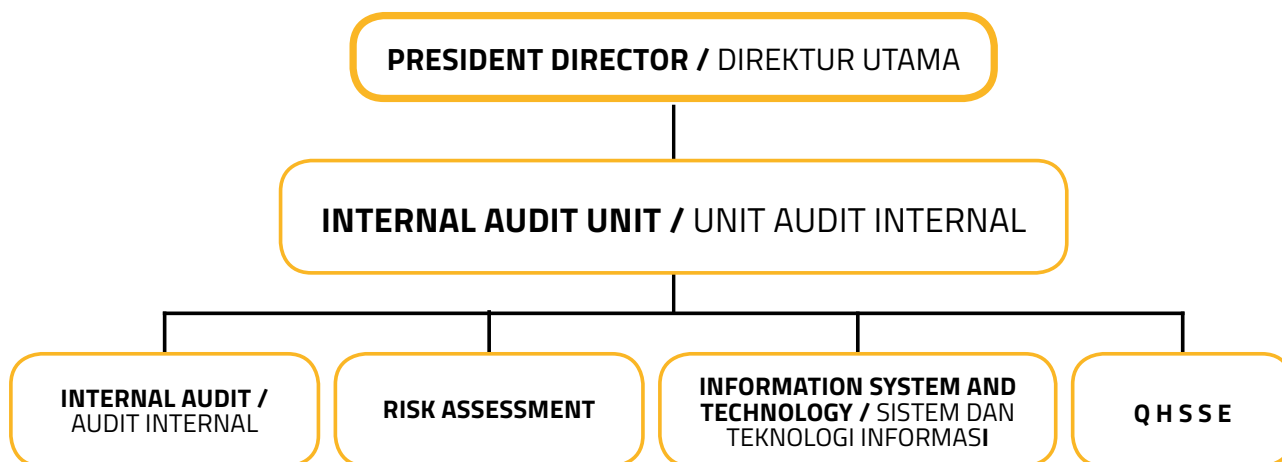 PRESIDENT DIRECTOR / DIREKTUR UTAMA
INTERNAL AUDIT UNIT / UNIT AUDIT INTERNAL
INTERNAL AUDIT /
AUDIT INTERNAL
RISK ASSESSMENT
INFORMATION SYSTEM AND
TECHNOLOGY / SISTEM DAN
TEKNOLOGI INFORMASI
Q H S S E